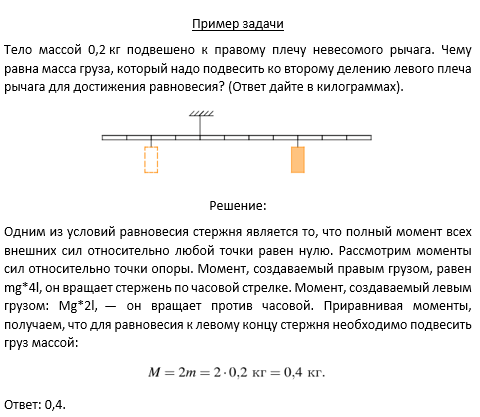 Пример задачи
Тело массой 0,2 кг подвешено к правому плечу невесомого рычага. Чему
равна масса груза, который надо подвесить ко второму делению левого плеча
рычага для достижения равновесия? (Ответ дайте в килограммах).
Решение:
Одним из условий равновесия стержня является то, что полный момент всех
внешних сил относительно любой точки равен нулю. Рассмотрим моменты
сил относительно точки опоры. Момент, создаваемый правым грузом, равен
mg*4l, он вращает стержень по часовой стрелке. Момент, создаваемый левым
грузом: Mg*2l, — он вращает против часовой. Приравнивая моменты,
получаем, что для равновесия к левому концу стержня необходимо подвесить
груз массой:
M = 2m = 2 · 0,2 кг = 0,4 кг.
Ответ: 0,4.